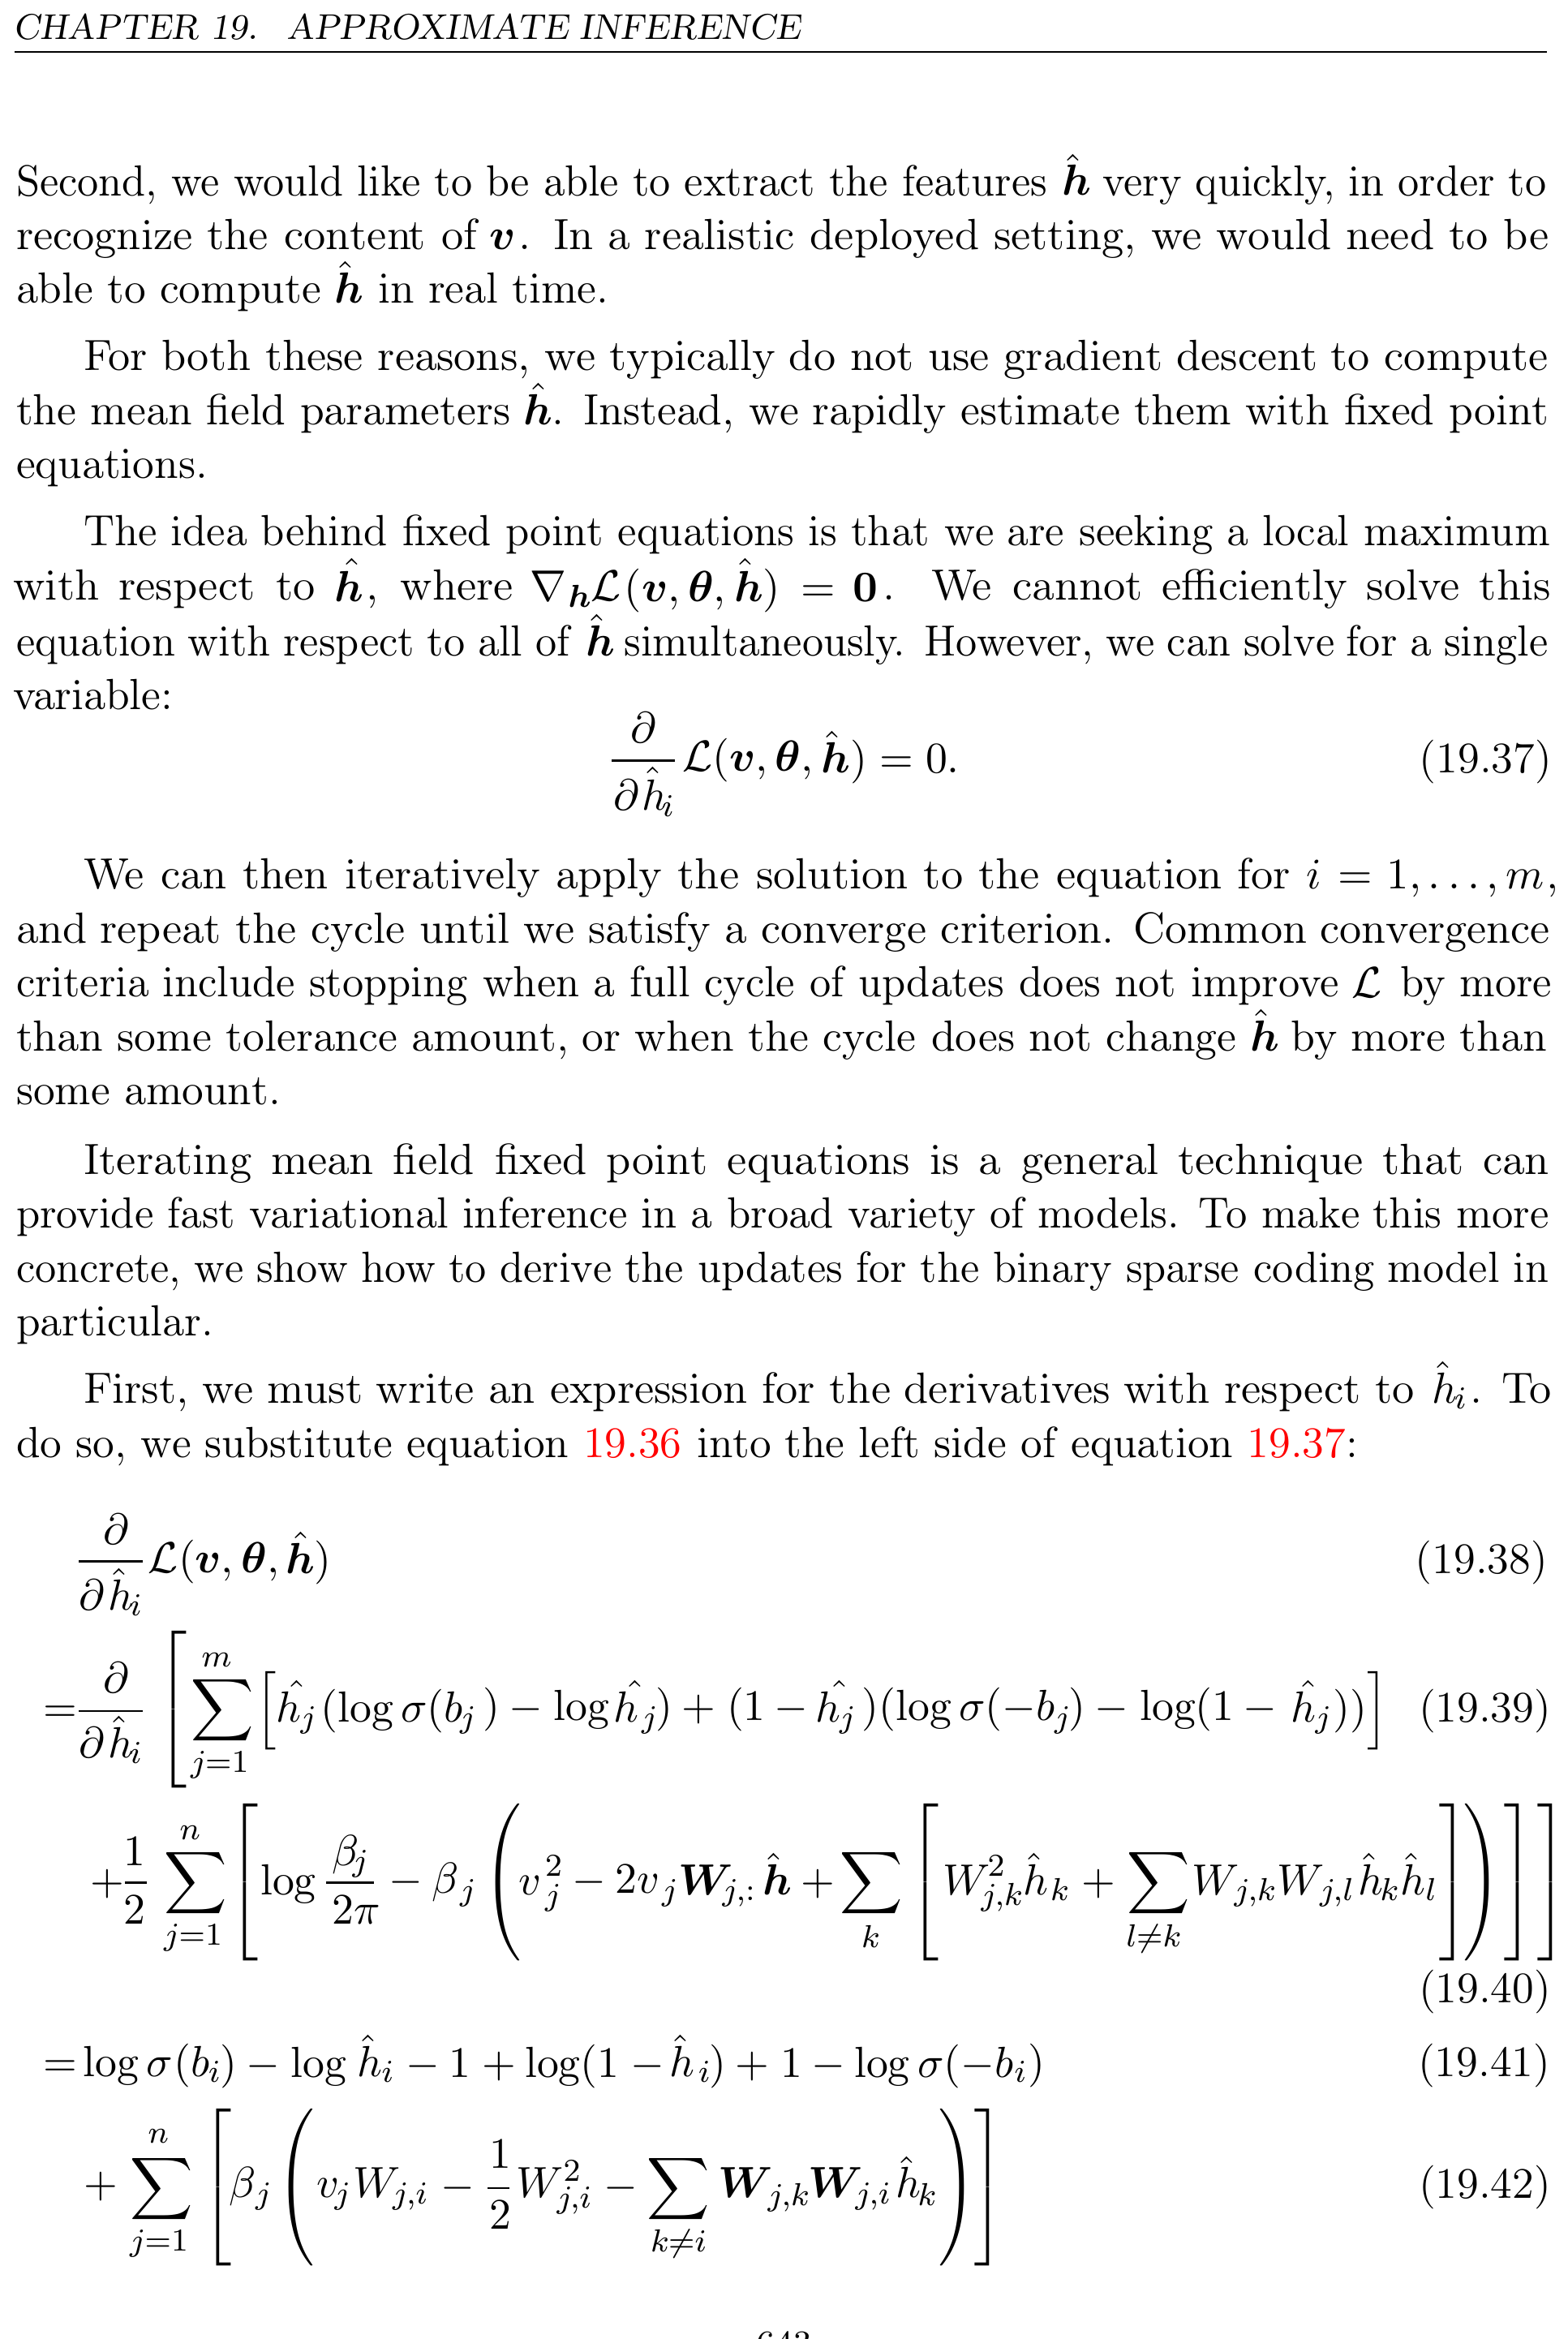 CHAPTER 19. APPROXIMATE INFERENCE
Second, we would like to be able to extract the features ĥ very quickly, in order to
recognize the content of v. In a realistic deployed setting, we would need to be
able to compute ĥ in real time.
For both these reasons, we typically do not use gradient descent to compute
the mean field parameters ĥ. Instead, we rapidly estimate them with fixed point
equations.
The idea behind fixed point equations is that we are seeking a local maximum
with respect to ĥ, where ∇_h L(v, θ, ĥ) = 0. We cannot efficiently solve this
equation with respect to all of ĥ simultaneously. However, we can solve for a single
variable:
∂/∂ĥ_i L(v, θ, ĥ) = 0. (19.37)
We can then iteratively apply the solution to the equation for i = 1, . . . , m,
and repeat the cycle until we satisfy a converge criterion. Common convergence
criteria include stopping when a full cycle of updates does not improve L by more
than some tolerance amount, or when the cycle does not change ĥ by more than
some amount.
Iterating mean field fixed point equations is a general technique that can
provide fast variational inference in a broad variety of models. To make this more
concrete, we show how to derive the updates for the binary sparse coding model in
particular.
First, we must write an expression for the derivatives with respect to ĥ_i. To
do so, we substitute equation 19.36 into the left side of equation 19.37:
∂/∂ĥ_i L(v, θ, ĥ) (19.38)
= ∂/∂ĥ_i [ ∑_{j=1}^{m} [ ĥ_j (log σ(b_j) − log ĥ_j) + (1 − ĥ_j)(log σ(−b_j) − log(1 − ĥ_j)) ] (19.39)
+ 1/2 ∑_{j=1}^{n} [ log β_j/2π − β_j ( v_j^2 − 2v_j W_{j,:} ĥ + ∑_k [ W_{j,k}^2 ĥ_k + ∑_{l≠k} W_{j,k} W_{j,l} ĥ_k ĥ_l ] ) ] ]
(19.40)
= log σ(b_i) − log ĥ_i − 1 + log(1 − ĥ_i) + 1 − log σ(−b_i) (19.41)
+ ∑_{j=1}^{n} [ β_j ( v_j W_{j,i} − 1/2 W_{j,i}^2 − ∑_{k≠i} W_{j,k} W_{j,i} ĥ_k ) ] (19.42)